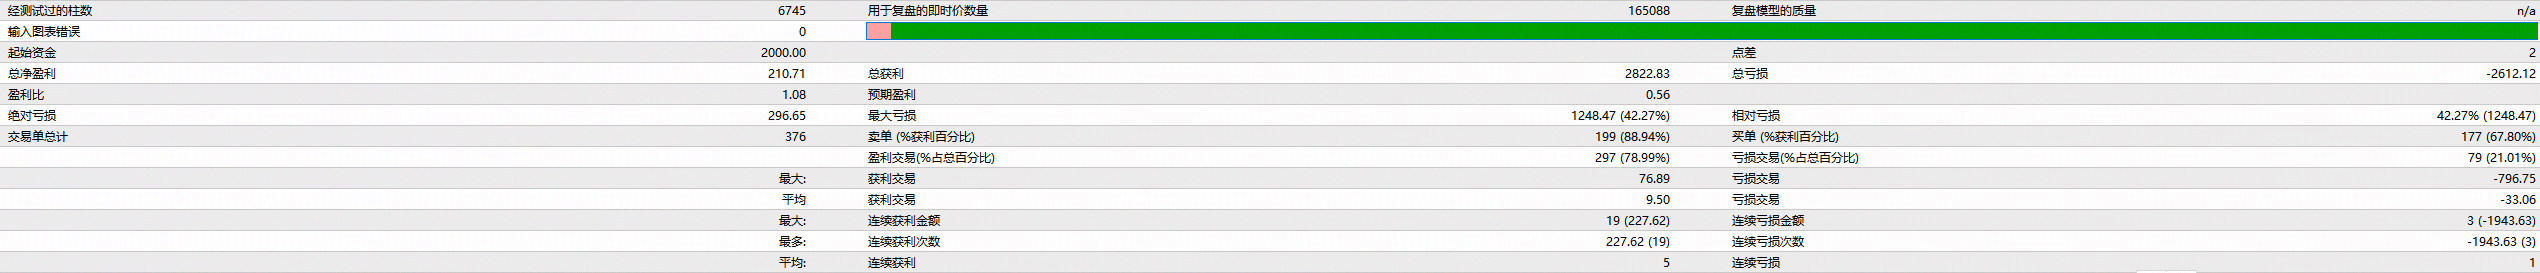 经测试过的柱数 6745 用于复盘的即时价数量 165088 复盘模型的质量 n/a
输入图表错误 0
起始资金 2000.00 点差 2
总净盈利 210.71 总获利 2822.83 总亏损 -2612.12
盈利比 1.08 预期盈利 0.56
绝对亏损 296.65 最大亏损 1248.47 (42.27%) 相对亏损 42.27% (1248.47)
交易单总计 376 卖单 (%获利百分比) 199 (88.94%) 买单 (%获利百分比) 177 (67.80%)
盈利交易(%占总百分比) 297 (78.99%) 亏损交易(%占总百分比) 79 (21.01%)
最大: 获利交易 76.89 亏损交易 -796.75
平均 获利交易 9.50 亏损交易 -33.06
最大: 连续获利金额 19 (227.62) 连续亏损金额 3 (-1943.63)
最多: 连续获利次数 227.62 (19) 连续亏损次数 -1943.63 (3)
平均: 连续获利 5 连续亏损 1